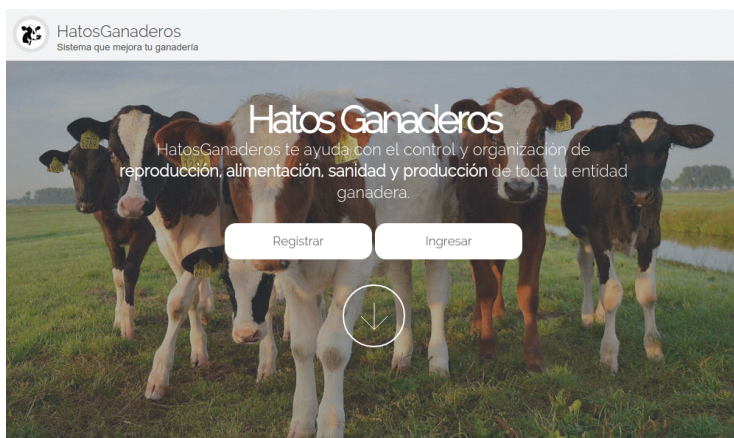 HatosGanaderos
Sistema que mejora tu ganadería
Hatos Ganaderos
HatosGanaderos te ayuda con el control y organización de
reproducción, alimentación, sanidad y producción de toda tu entidad
ganadera.
Registrar
Ingresar